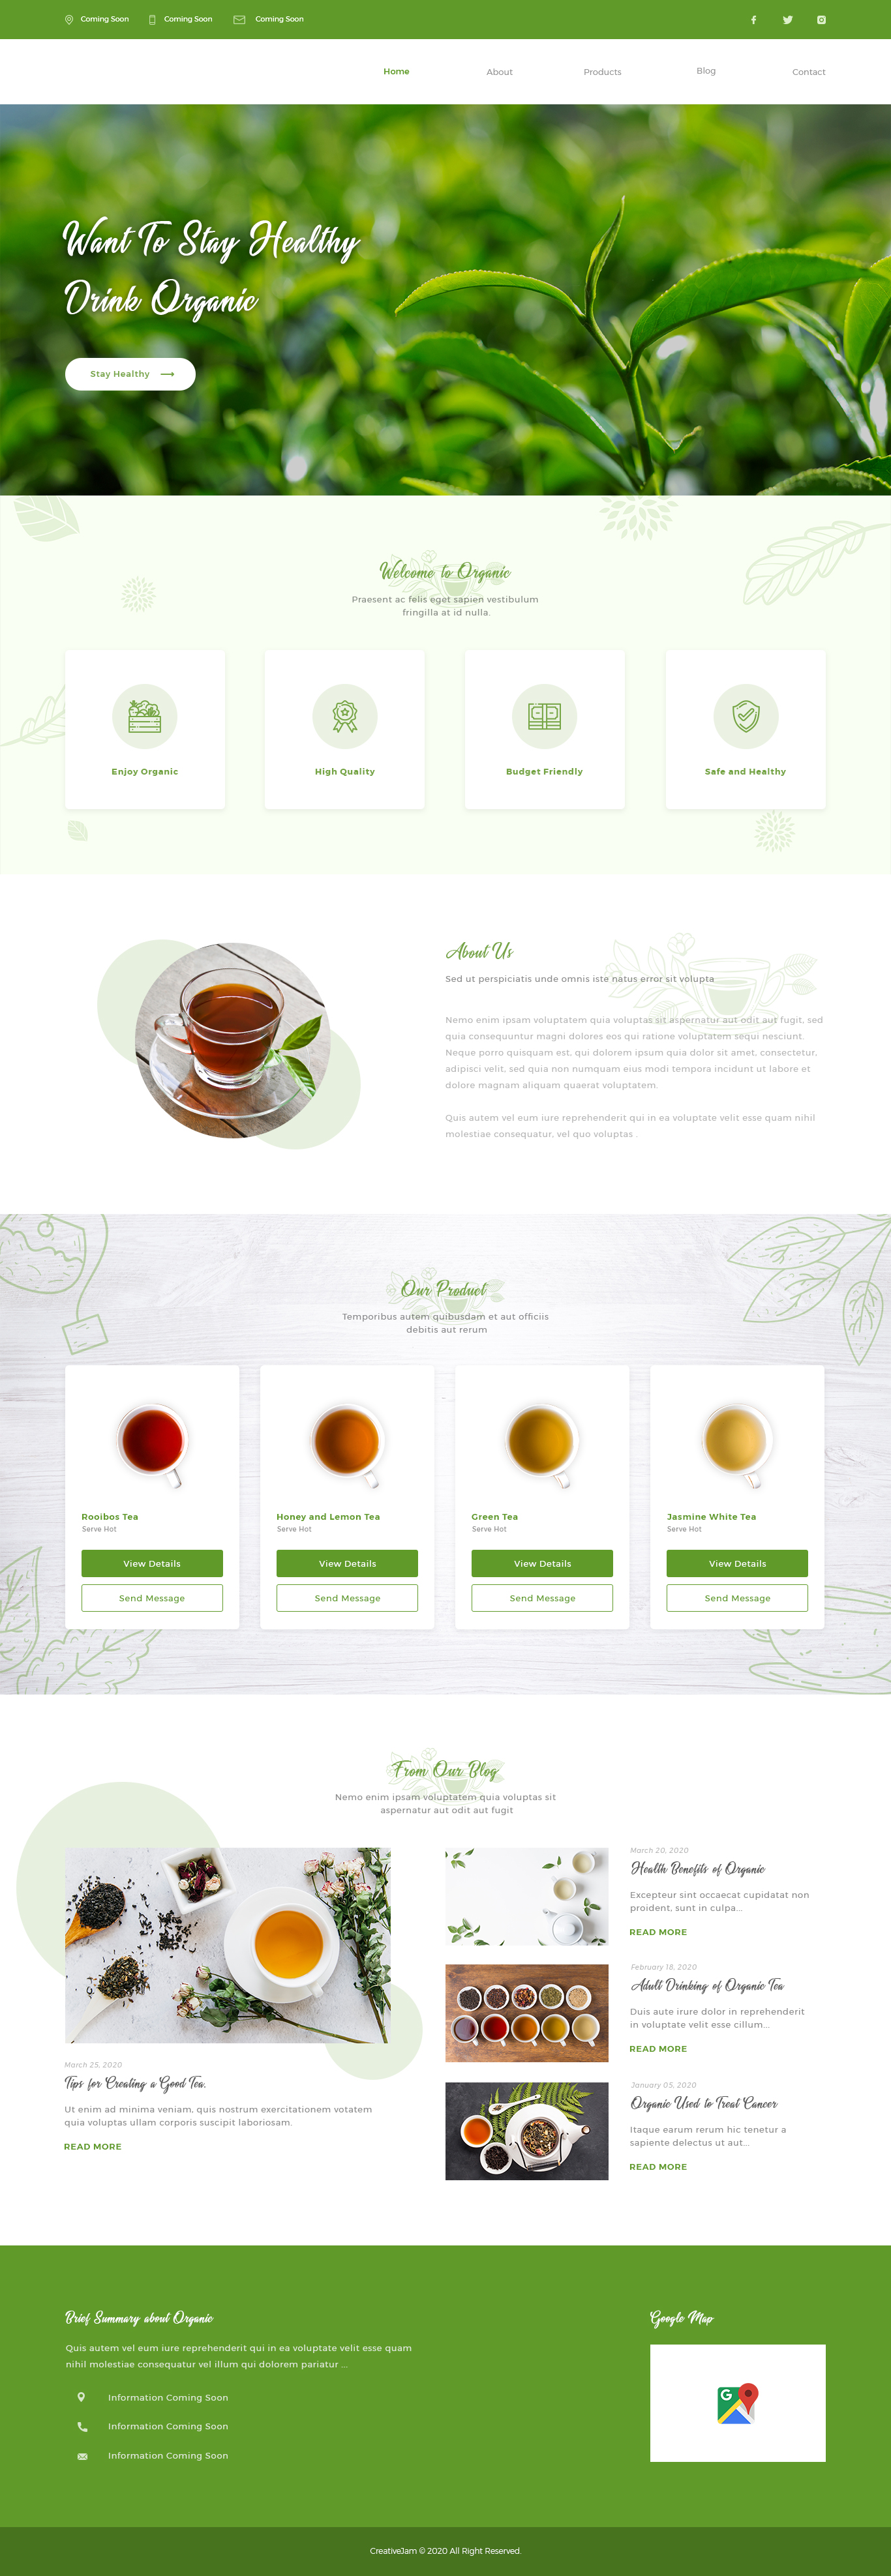 Coming Soon
Coming Soon
Coming Soon
Home
About
Products
Blog
Contact
Want To Stay Healthy
Drink Organic
Stay Healthy
Welcome to Organic
Praesent ac felis eget sapien vestibulum
fringilla at id nulla.
Enjoy Organic
High Quality
Budget Friendly
Safe and Healthy
About Us
Sed ut perspiciatis unde omnis iste natus error sit volupta
Nemo enim ipsam voluptatem quia voluptas sit aspernatur aut odit aut fugit, sed
quia consequuntur magni dolores eos qui ratione voluptatem sequi nesciunt.
Neque porro quisquam est, qui dolorem ipsum quia dolor sit amet, consectetur,
adipisci velit, sed quia non numquam eius modi tempora incidunt ut labore et
dolore magnam aliquam quaerat voluptatem.
Quis autem vel eum iure reprehenderit qui in ea voluptate velit esse quam nihil
molestiae consequatur, vel quo voluptas .
Our Product
Temporibus autem quibusdam et aut officiis
debitis aut rerum
Rooibos Tea
Serve Hot
View Details
Send Message
Honey and Lemon Tea
Serve Hot
View Details
Send Message
Green Tea
Serve Hot
View Details
Send Message
Jasmine White Tea
Serve Hot
View Details
Send Message
From Our Blog
Nemo enim ipsam voluptatem quia voluptas sit
aspernatur aut odit aut fugit
March 25, 2020
Tips for Creating a Good Tea.
Ut enim ad minima veniam, quis nostrum exercitationem votatem
quia voluptas ullam corporis suscipit laboriosam.
READ MORE
March 20, 2020
Health Benefits of Organic
Excepteur sint occaecat cupidatat non
proident, sunt in culpa...
READ MORE
February 18, 2020
Adult Drinking of Organic Tea
Duis aute irure dolor in reprehenderit
in voluptate velit esse cillum...
READ MORE
January 05, 2020
Organic Used to Treat Cancer
Itaque earum rerum hic tenetur a
sapiente delectus ut aut...
READ MORE
Brief Summary about Organic
Quis autem vel eum iure reprehenderit qui in ea voluptate velit esse quam
nihil molestiae consequatur vel illum qui dolorem pariatur ...
Information Coming Soon
Information Coming Soon
Information Coming Soon
Google Map
G
CreativeJam © 2020 All Right Reserved.